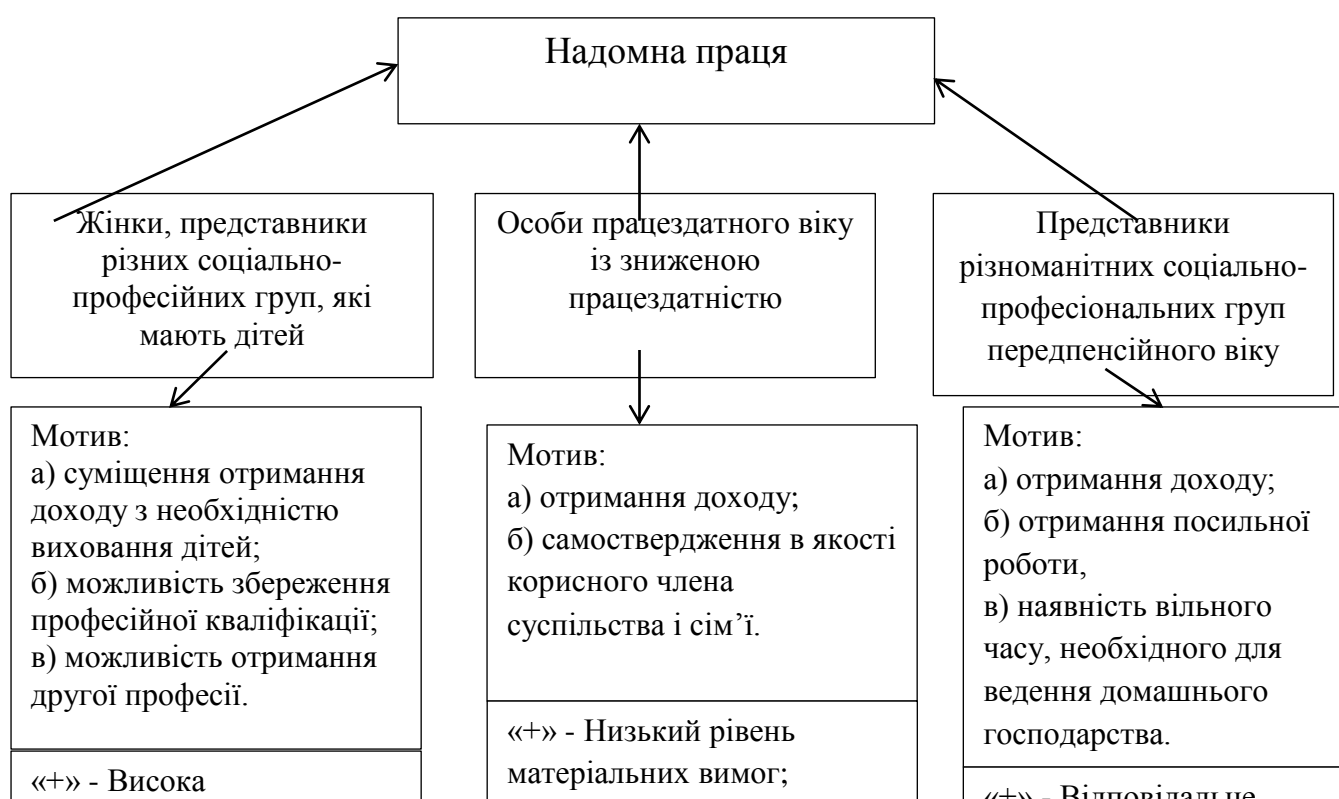 Надомна праця
Жінки, представники
різних соціально-
професійних груп, які
мають дітей
Особи працездатного віку
із зниженою
працездатністю
Представники
різноманітних соціально-
професіональних груп
передпенсійного віку
Мотив:
а) суміщення отримання
доходу з необхідністю
виховання дітей;
б) можливість збереження
професійної кваліфікації;
в) можливість отримання
другої професії.
«+» - Висока
Мотив:
а) отримання доходу;
б) самоствердження в якості
корисного члена
суспільства і сім’ї.
«+» - Низький рівень
матеріальних вимог;
Мотив:
а) отримання доходу;
б) отримання посильної
роботи,
в) наявність вільного
часу, необхідного для
ведення домашнього
господарства.
«+» - Відповідальне